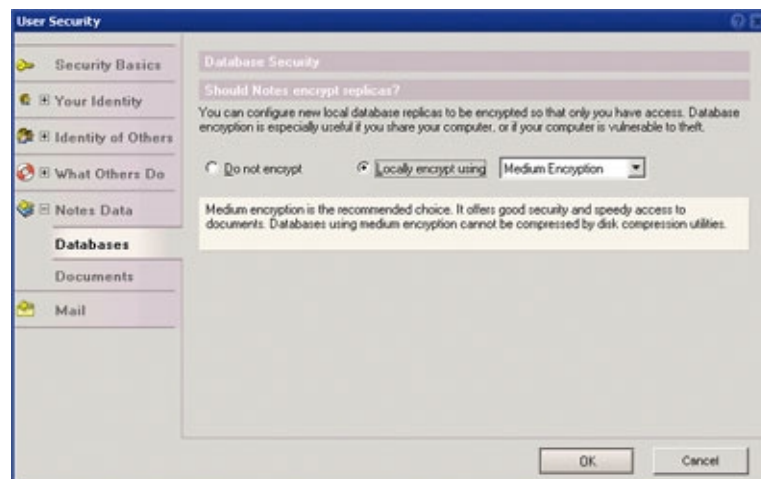 User Security
Security Basics
Your Identity
Identity of Others
What Others Do
Notes Data
Databases
Documents
Mail
Database Security
Should Notes encrypt replicas?
You can configure new local database replicas to be encrypted so that only you have access. Database
encryption is especially useful if you share your computer, or if your computer is vulnerable to theft.
Do not encrypt
Locally encrypt using
Medium Encryption
Medium encryption is the recommended choice. It offers good security and speedy access to
documents. Databases using medium encryption cannot be compressed by disk compression utilities.
OK
Cancel